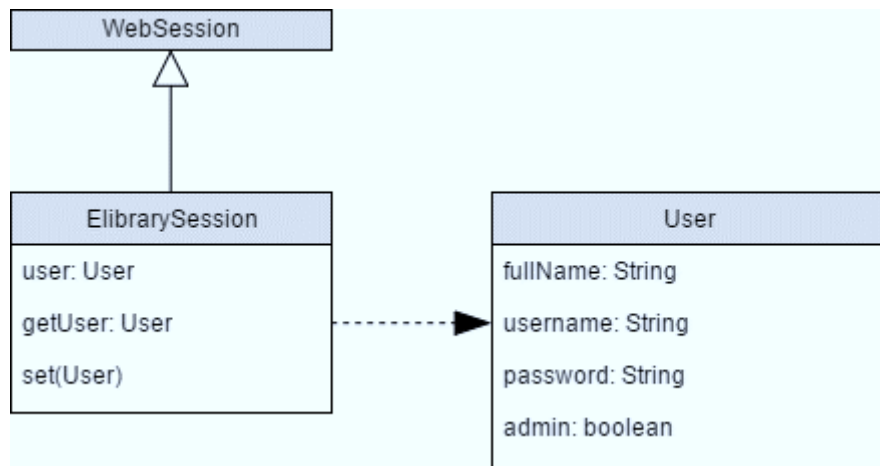 WebSession
ElibrarySession
user: User
getUser: User
set(User)
User
fullName: String
username: String
password: String
admin: boolean